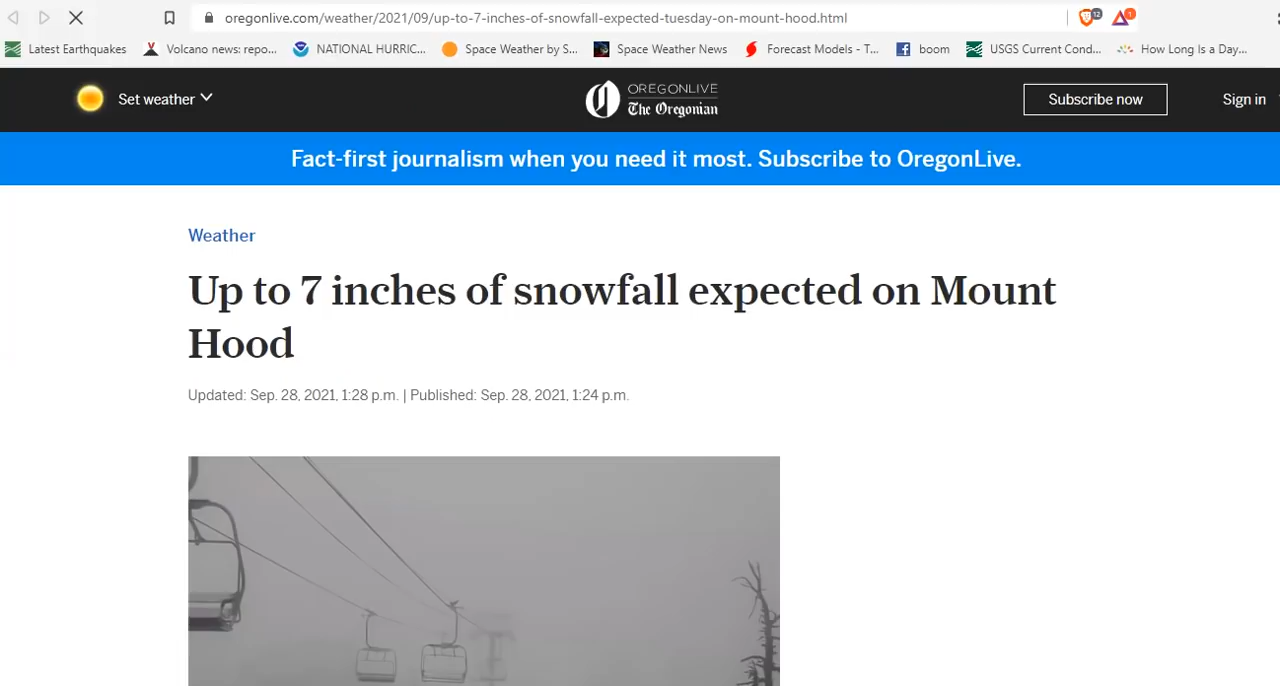 oregonlive.com/weather/2021/09/up-to-7-inches-of-snowfall-expected-tuesday-on-mount-hood.html
12
1
Latest Earthquakes
Volcano news: repo...
NATIONAL HURRIC...
Space Weather by S...
Space Weather News
Forecast Models - T...
boom
USGS Current Cond...
How Long Is a Day...
Set weather
OREGONLIVE
The Oregonian
Subscribe now
Sign in
Fact-first journalism when you need it most. Subscribe to OregonLive.
Weather
Up to 7 inches of snowfall expected on Mount
Hood
Updated: Sep. 28, 2021, 1:28 p.m. | Published: Sep. 28, 2021, 1:24 p.m.